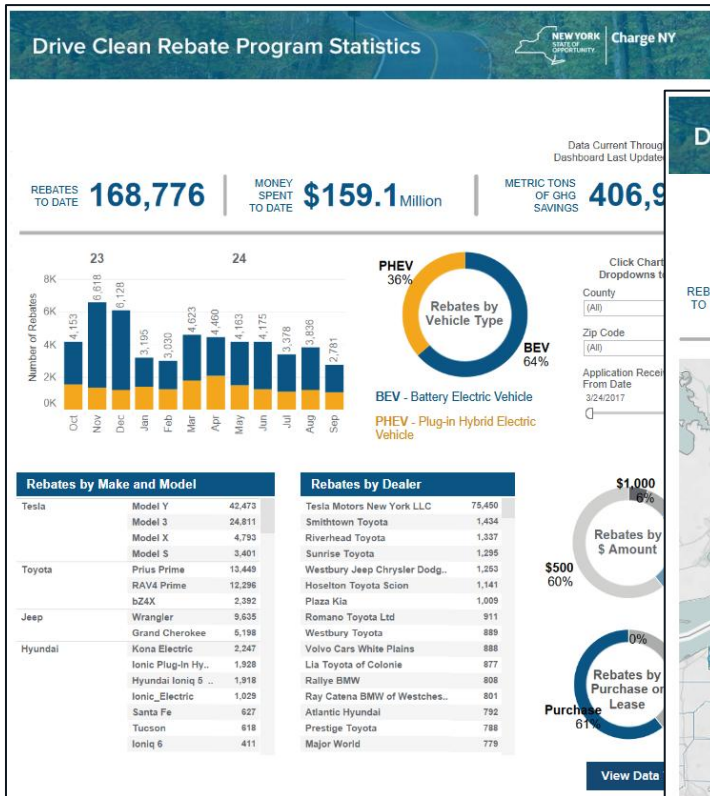 Drive Clean Rebate Program Statistics
NEW YORK
STATE OF
OPPORTUNITY.
Charge NY
D
Data Current Throug
Dashboard Last Update
REBATES
TO DATE
168,776
MONEY
SPENT
TO DATE
$159.1 Million
METRIC TONS
OF GHG
SAVINGS
406,9
REB
TO
23
24
Number of Rebates
8K
6K
4K
2K
0K
4,153
6,618
6,128
3,195
3,030
4,623
4,460
4,163
4,175
3,378
3,836
2,781
Oct
Nov
Dec
Jan
Feb
Mar
Apr
May
Jun
Jul
Aug
Sep
PHEV
36%
Rebates by
Vehicle Type
BEV
64%
BEV - Battery Electric Vehicle
PHEV - Plug-in Hybrid Electric
Vehicle
Click Chart
Dropdowns t
County
(All)
Zip Code
(All)
Application Recei
From Date
3/24/2017
Rebates by Make and Model
Tesla Model Y 42,473
Model 3 24,811
Model X 4,793
Model S 3,401
Toyota Prius Prime 13,449
RAV4 Prime 12,296
bZ4X 2,392
Jeep Wrangler 9,635
Grand Cherokee 5,198
Hyundai Kona Electric 2,247
Ionic Plug-In Hy.. 1,928
Hyundai Ioniq 5 .. 1,918
Ionic_Electric 1,029
Santa Fe 627
Tucson 618
Ioniq 6 411
Rebates by Dealer
Tesla Motors New York LLC 75,450
Smithtown Toyota 1,434
Riverhead Toyota 1,337
Sunrise Toyota 1,295
Westbury Jeep Chrysler Dodg.. 1,253
Hoselton Toyota Scion 1,141
Plaza Kia 1,009
Romano Toyota Ltd 911
Westbury Toyota 889
Volvo Cars White Plains 888
Lia Toyota of Colonie 877
Rallye BMW 808
Ray Catena BMW of Westches.. 801
Atlantic Hyundai 792
Prestige Toyota 788
Major World 779
$1,000
6%
Rebates by
$ Amount
$500
60%
0%
Rebates by
Purchase or
Lease
Purchase
61%
View Data